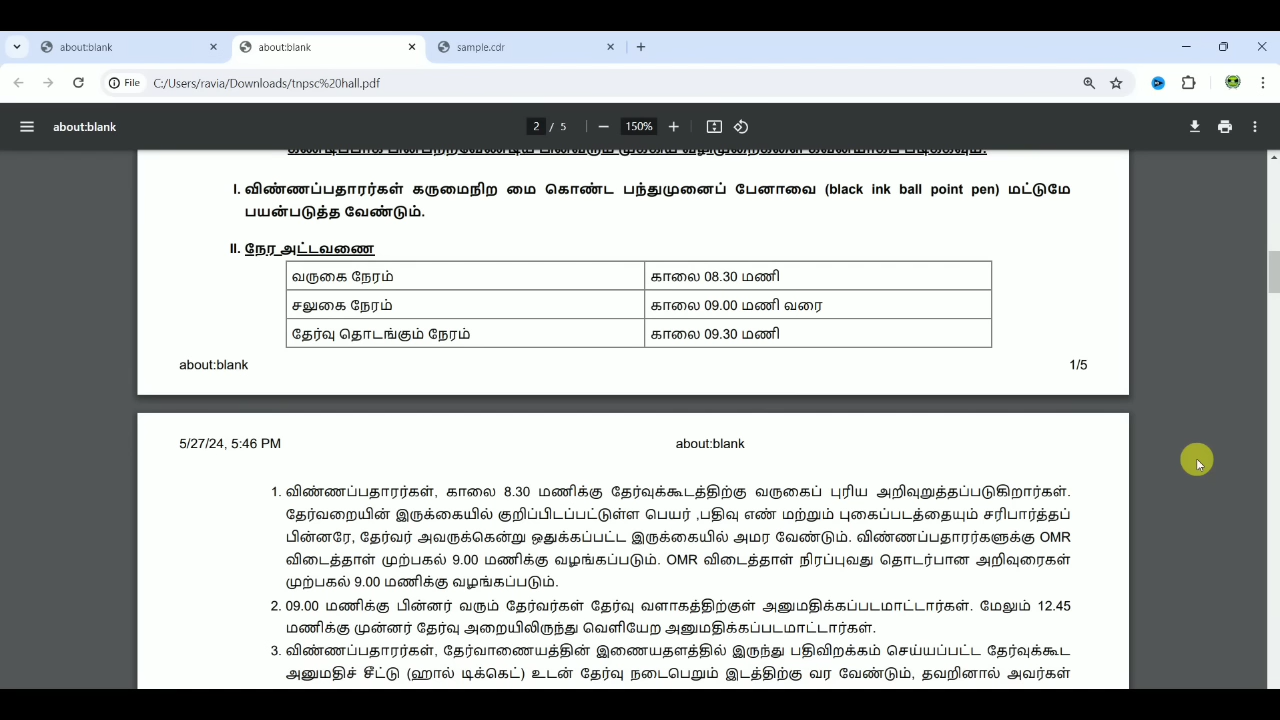 about:blank
about:blank
sample.cdr
File C:/Users/ravia/Downloads/tnpsc%20hall.pdf
about:blank
2 / 5
150%
I. விண்ணப்பதாரர்கள் கருமைநிற மை கொண்ட பந்துமுனைப் பேனாவை (black ink ball point pen) மட்டுமே
பயன்படுத்த வேண்டும்.
II. நேர அட்டவணை
வருகை நேரம் காலை 08.30 மணி
சலுகை நேரம் காலை 09.00 மணி வரை
தேர்வு தொடங்கும் நேரம் காலை 09.30 மணி
about:blank 1/5
5/27/24, 5:46 PM about:blank
1. விண்ணப்பதாரர்கள், காலை 8.30 மணிக்கு தேர்வுக்கூடத்திற்கு வருகைப் புரிய அறிவுறுத்தப்படுகிறார்கள்.
தேர்வறையின் இருக்கையில் குறிப்பிடப்பட்டுள்ள பெயர் ,பதிவு எண் மற்றும் புகைப்படத்தையும் சரிபார்த்தப்
பின்னரே, தேர்வர் அவருக்கென்று ஒதுக்கப்பட்ட இருக்கையில் அமர வேண்டும். விண்ணப்பதாரர்களுக்கு OMR
விடைத்தாள் முற்பகல் 9.00 மணிக்கு வழங்கப்படும். OMR விடைத்தாள் நிரப்புவது தொடர்பான அறிவுரைகள்
முற்பகல் 9.00 மணிக்கு வழங்கப்படும்.
2. 09.00 மணிக்கு பின்னர் வரும் தேர்வர்கள் தேர்வு வளாகத்திற்குள் அனுமதிக்கப்படமாட்டார்கள். மேலும் 12.45
மணிக்கு முன்னர் தேர்வு அறையிலிருந்து வெளியேற அனுமதிக்கப்படமாட்டார்கள்.
3. விண்ணப்பதாரர்கள், தேர்வாணையத்தின் இணையதளத்தில் இருந்து பதிவிறக்கம் செய்யப்பட்ட தேர்வுக்கூட
அனுமதிச் சீட்டு (ஹால் டிக்கெட்) உடன் தேர்வு நடைபெறும் இடத்திற்கு வர வேண்டும், தவறினால் அவர்கள்